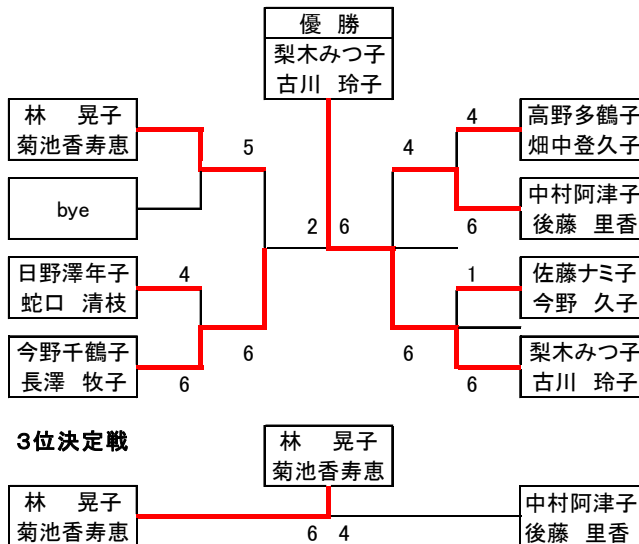 優 勝
梨木みつ子
古川 玲子
林 晃子
菊池香寿恵
bye
日野澤年子
蛇口 清枝
今野千鶴子
長澤 牧子
5
4
6
6
2 6
4
4
6
1
6
6
高野多鶴子
畑中登久子
中村阿津子
後藤 里香
佐藤ナミ子
今野 久子
梨木みつ子
古川 玲子
3位決定戦
林 晃子
菊池香寿恵
林 晃子
菊池香寿恵
6 4
中村阿津子
後藤 里香